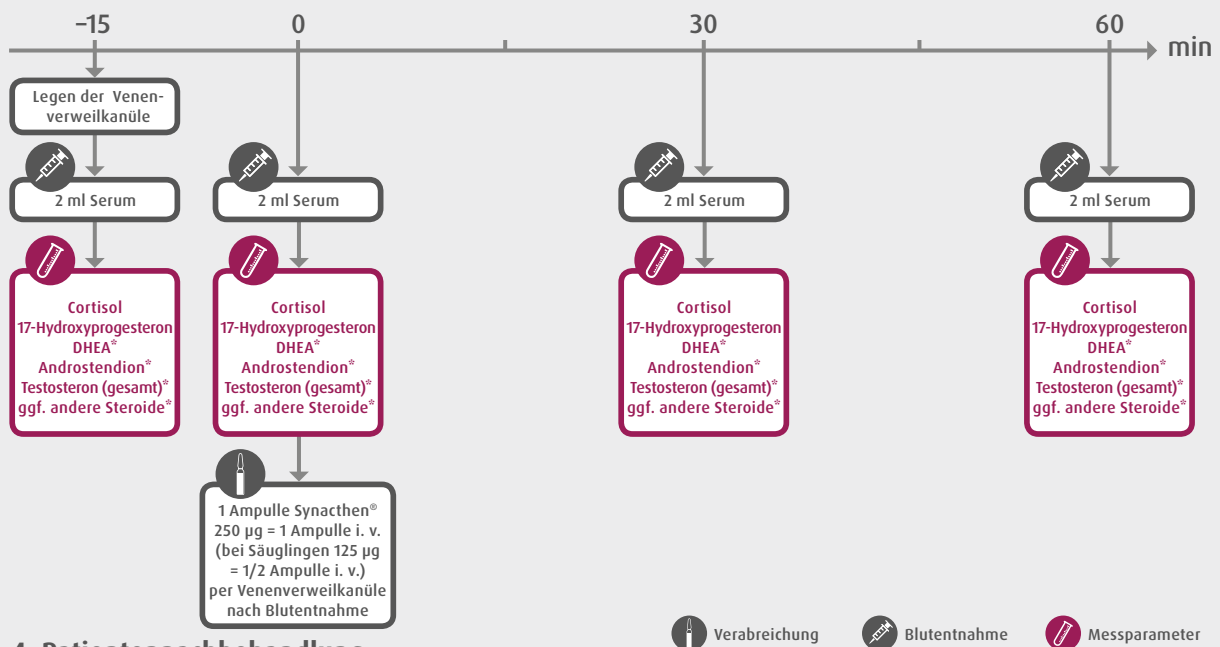 −15 0 30 60
min
Legen der Venen-
verweilkanüle
2 ml Serum
2 ml Serum
2 ml Serum
2 ml Serum
Cortisol
17-Hydroxyprogesteron
DHEA*
Androstendion*
Testosteron (gesamt)*
ggf. andere Steroide*
Cortisol
17-Hydroxyprogesteron
DHEA*
Androstendion*
Testosteron (gesamt)*
ggf. andere Steroide*
Cortisol
17-Hydroxyprogesteron
DHEA*
Androstendion*
Testosteron (gesamt)*
ggf. andere Steroide*
Cortisol
17-Hydroxyprogesteron
DHEA*
Androstendion*
Testosteron (gesamt)*
ggf. andere Steroide*
1 Ampulle Synacthen®
250 µg = 1 Ampulle i. v.
(bei Säuglingen 125 µg
= 1/2 Ampulle i. v.)
per Venenverweilkanüle
nach Blutentnahme
Verabreichung
Blutentnahme
Messparameter